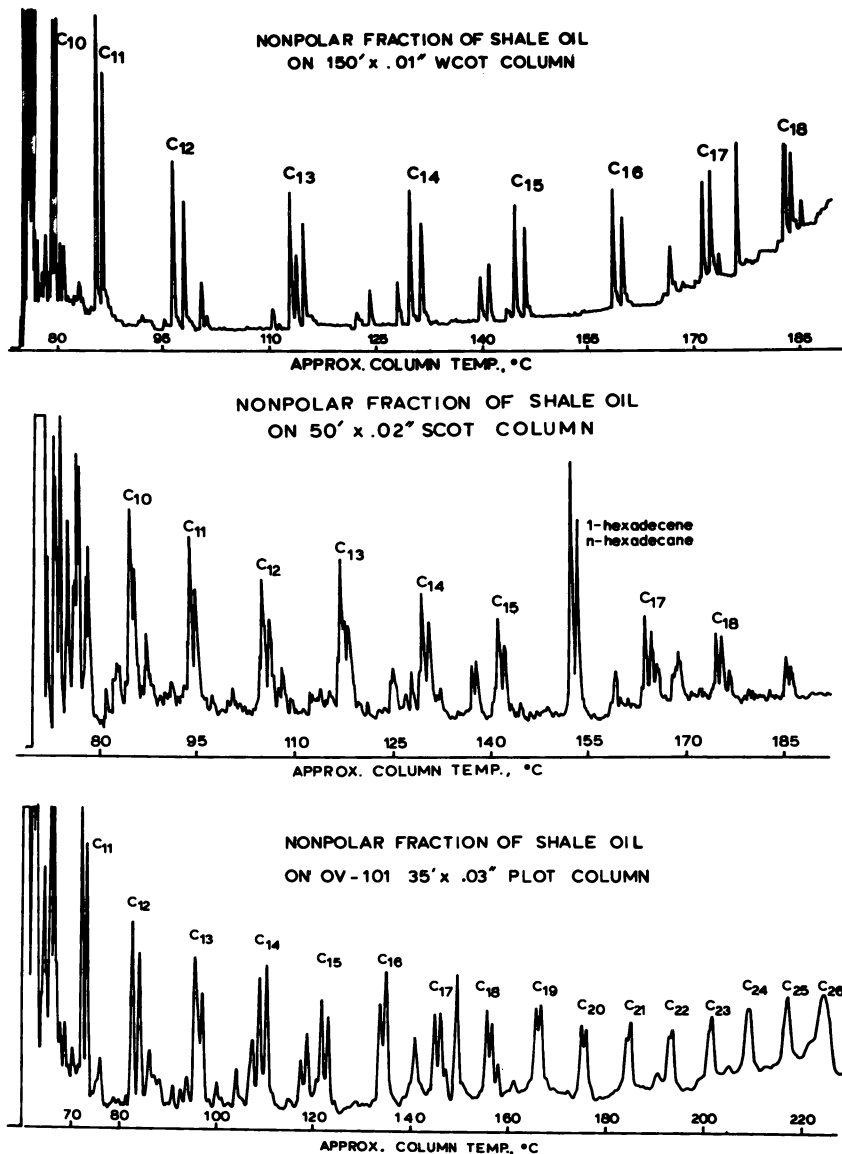 NONPOLAR FRACTION OF SHALE OIL
ON 150' x .01" WCOT COLUMN
C10
C11
C12
C13
C14
C15
C16
C17
C18
80 95 110 125 140 155 170 185
APPROX. COLUMN TEMP., °C
NONPOLAR FRACTION OF SHALE OIL
ON 50' x .02" SCOT COLUMN
C10
C11
C12
C13
C14
C15
1-hexadecene
n-hexadecane
C17
C18
80 95 110 125 140 155 170 185
APPROX. COLUMN TEMP., °C
NONPOLAR FRACTION OF SHALE OIL
ON OV-101 35' x .03" PLOT COLUMN
C11
C12
C13
C14
C15
C16
C17
C18
C19
C20
C21
C22
C23
C24
C25
C26
70 80 100 120 140 160 180 200 220
APPROX. COLUMN TEMP., °C